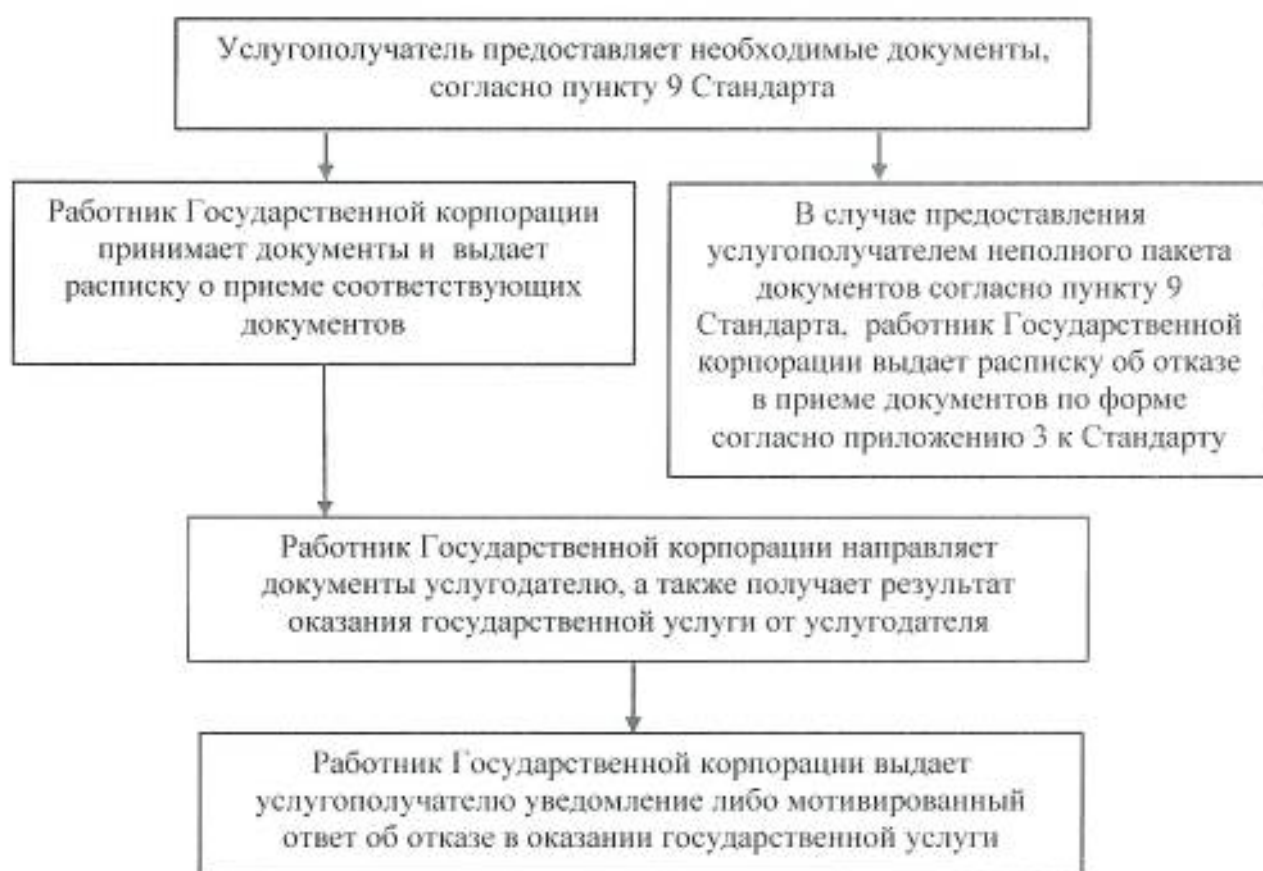 Услугополучатель предоставляет необходимые документы,
согласно пункту 9 Стандарта
Работник Государственной корпорации
принимает документы и выдает
расписку о приеме соответствующих
документов
В случае предоставления
услугополучателем неполного пакета
документов согласно пункту 9
Стандарта, работник Государственной
корпорации выдает расписку об отказе
в приеме документов по форме
согласно приложению 3 к Стандарту
Работник Государственной корпорации направляет
документы услугодателю, а также получает результат
оказания государственной услуги от услугодателя
Работник Государственной корпорации выдает
услугополучателю уведомление либо мотивированный
ответ об отказе в оказании государственной услуги